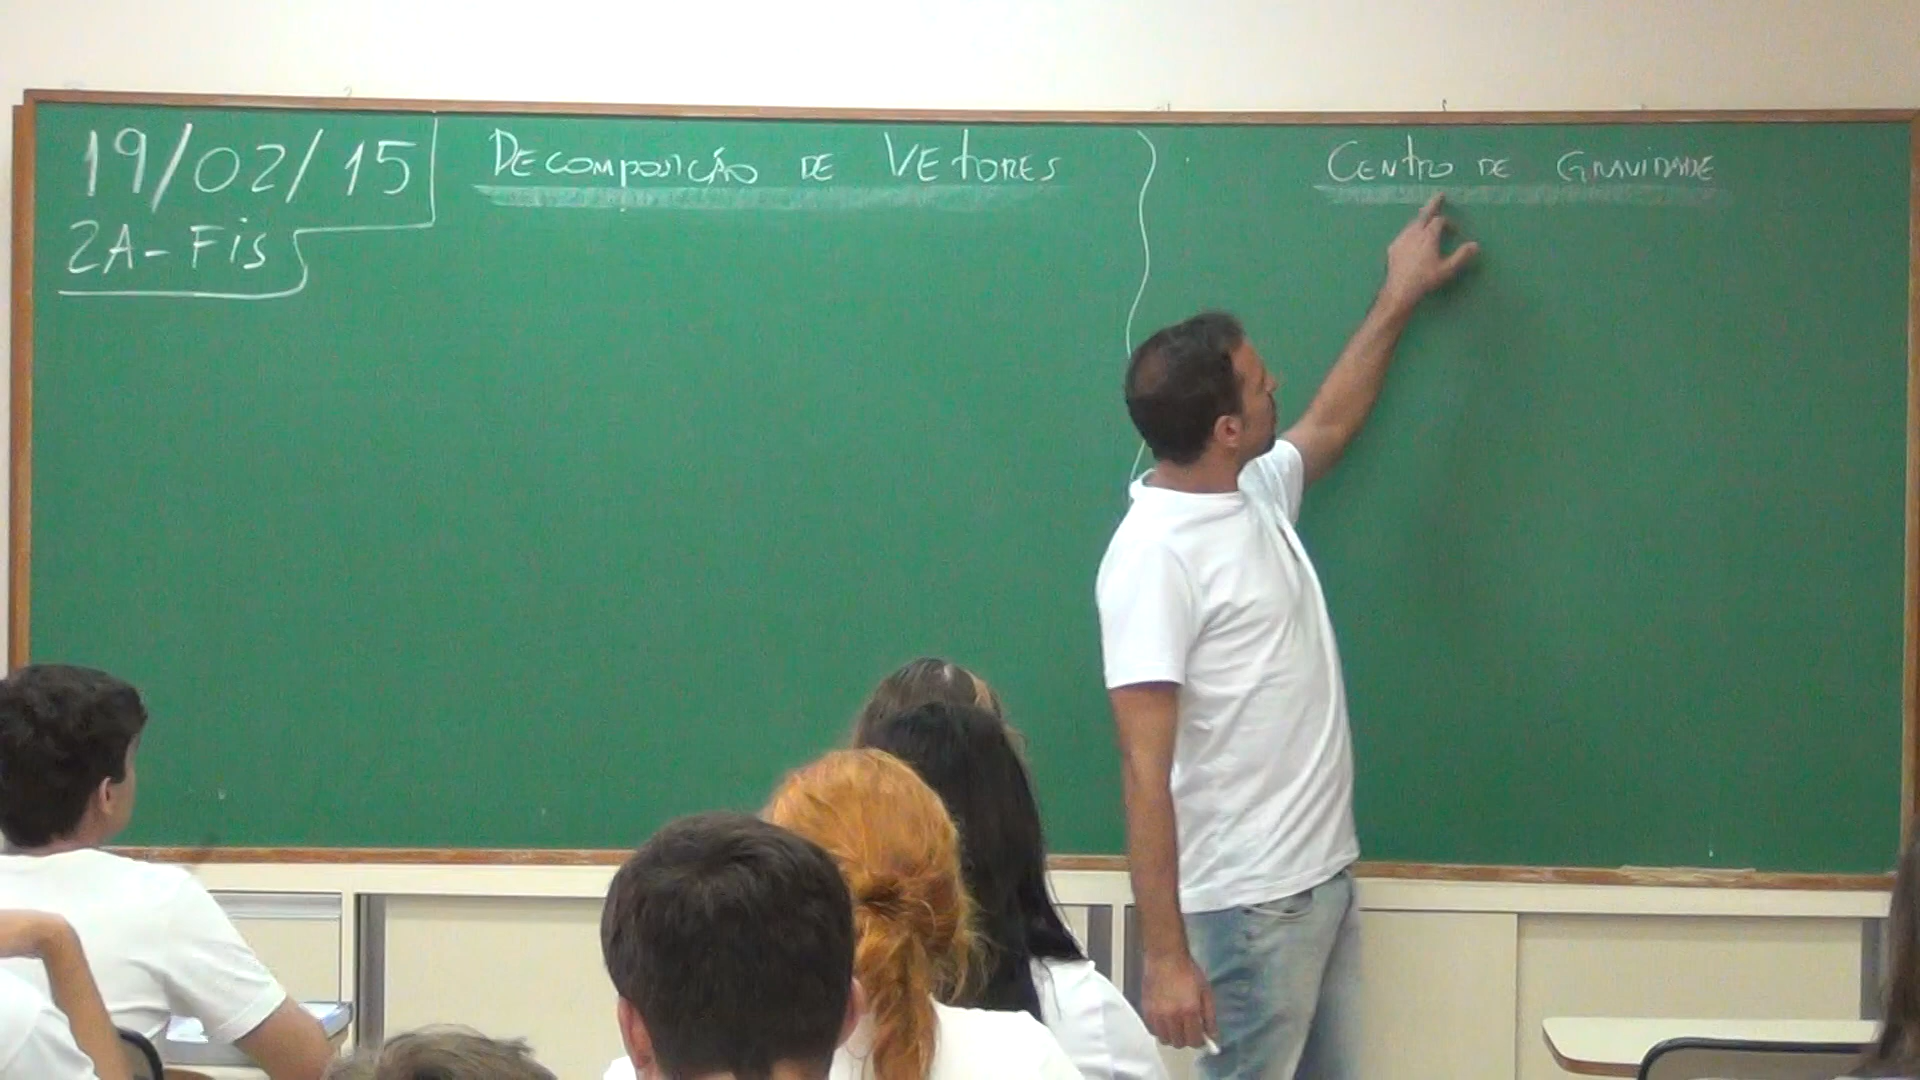 19/02/15
2A - Fis
DECOMPOSIÇÃO DE VETORES
CENTRO DE GRAVIDADE